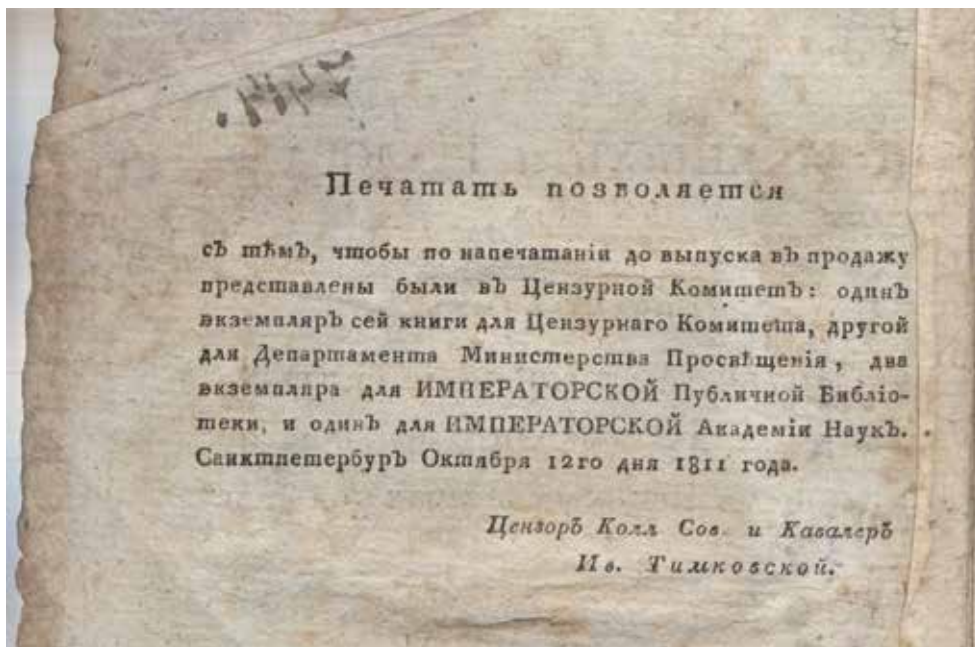 Печатать позволяется
съ тѣмъ, чтобы по напечатаніи до выпуска въ продажу
представлены были въ Цензурной Комитетъ: одинъ
экземпляръ сей книги для Цензурнаго Комитета, другой
для Департамента Министерства Просвѣщенія, два
экземпляра для ИМПЕРАТОРСКОЙ Публичной Библіо-
теки, и одинъ для ИМПЕРАТОРСКОЙ Академіи Наукъ.
Санктпетербуръ Октября 12го дня 1811 года.
Цензоръ Колл Сов. и Кавалеръ
Ив. Тимковской.